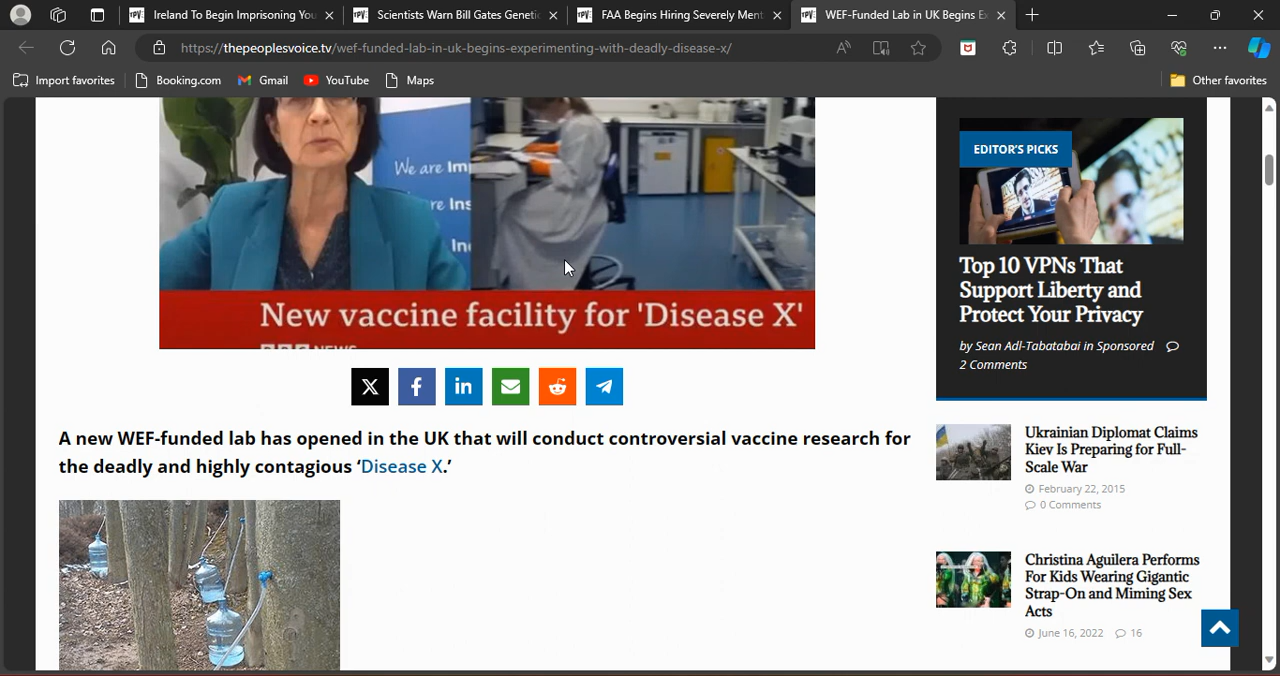 Ireland To Begin Imprisoning You
Scientists Warn Bill Gates Geneti
FAA Begins Hiring Severely Ment
WEF-Funded Lab in UK Begins Ex
https://thepeoplesvoice.tv/wef-funded-lab-in-uk-begins-experimenting-with-deadly-disease-x/
Import favorites
Booking.com
Gmail
YouTube
Maps
Other favorites
We are Im
re Ins
In
New vaccine facility for 'Disease X'
BBC NEWS
A new WEF-funded lab has opened in the UK that will conduct controversial vaccine research for
the deadly and highly contagious ‘Disease X.’
EDITOR'S PICKS
Top 10 VPNs That
Support Liberty and
Protect Your Privacy
by Sean Adl-Tabatabai in Sponsored
2 Comments
Ukrainian Diplomat Claims
Kiev Is Preparing for Full-
Scale War
February 22, 2015
0 Comments
Christina Aguilera Performs
For Kids Wearing Gigantic
Strap-On and Miming Sex
Acts
June 16, 2022 16